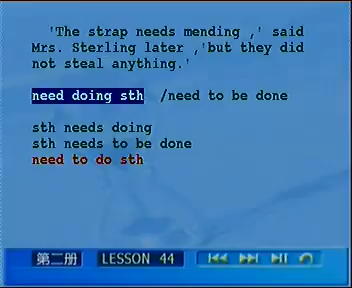 'The strap needs mending ,' said
Mrs. Sterling later ,'but they did
not steal anything.'
need doing sth /need to be done
sth needs doing
sth needs to be done
need to do sth
第二册 LESSON 44